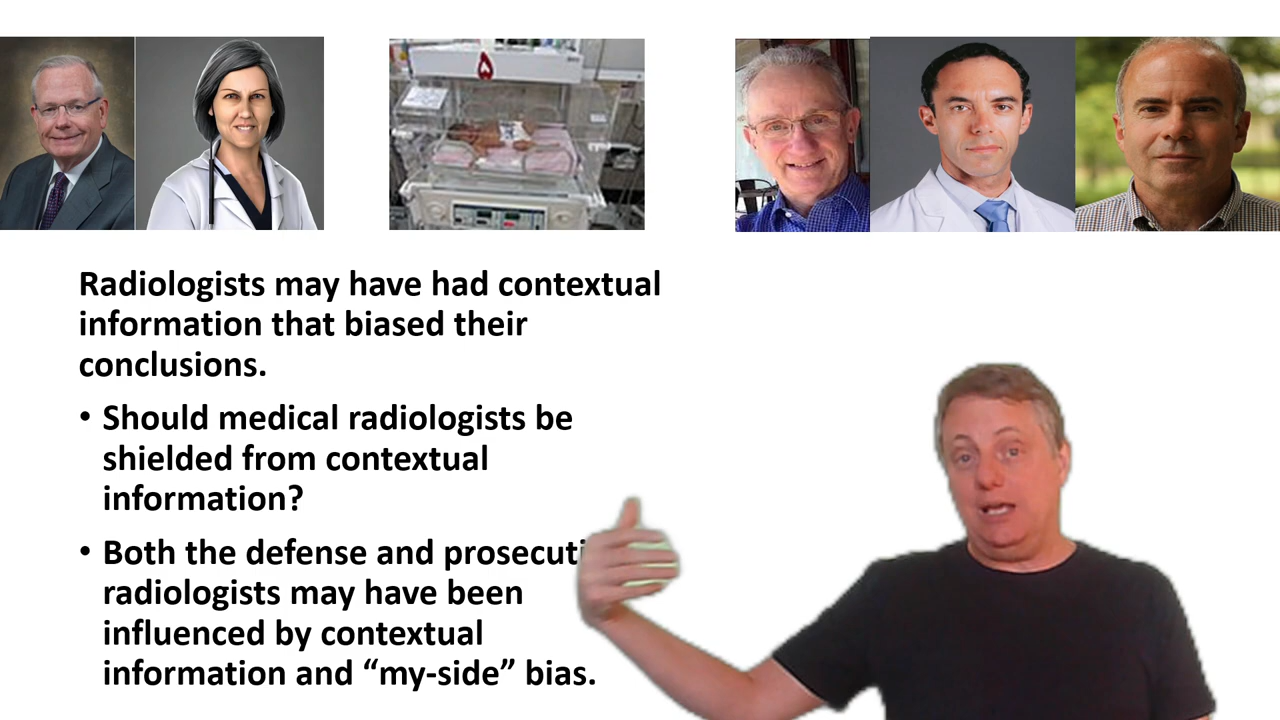 Radiologists may have had contextual
information that biased their
conclusions.
• Should medical radiologists be
shielded from contextual
information?
• Both the defense and
radiologists may have been
influenced by contextual
information and “my-side” bias.